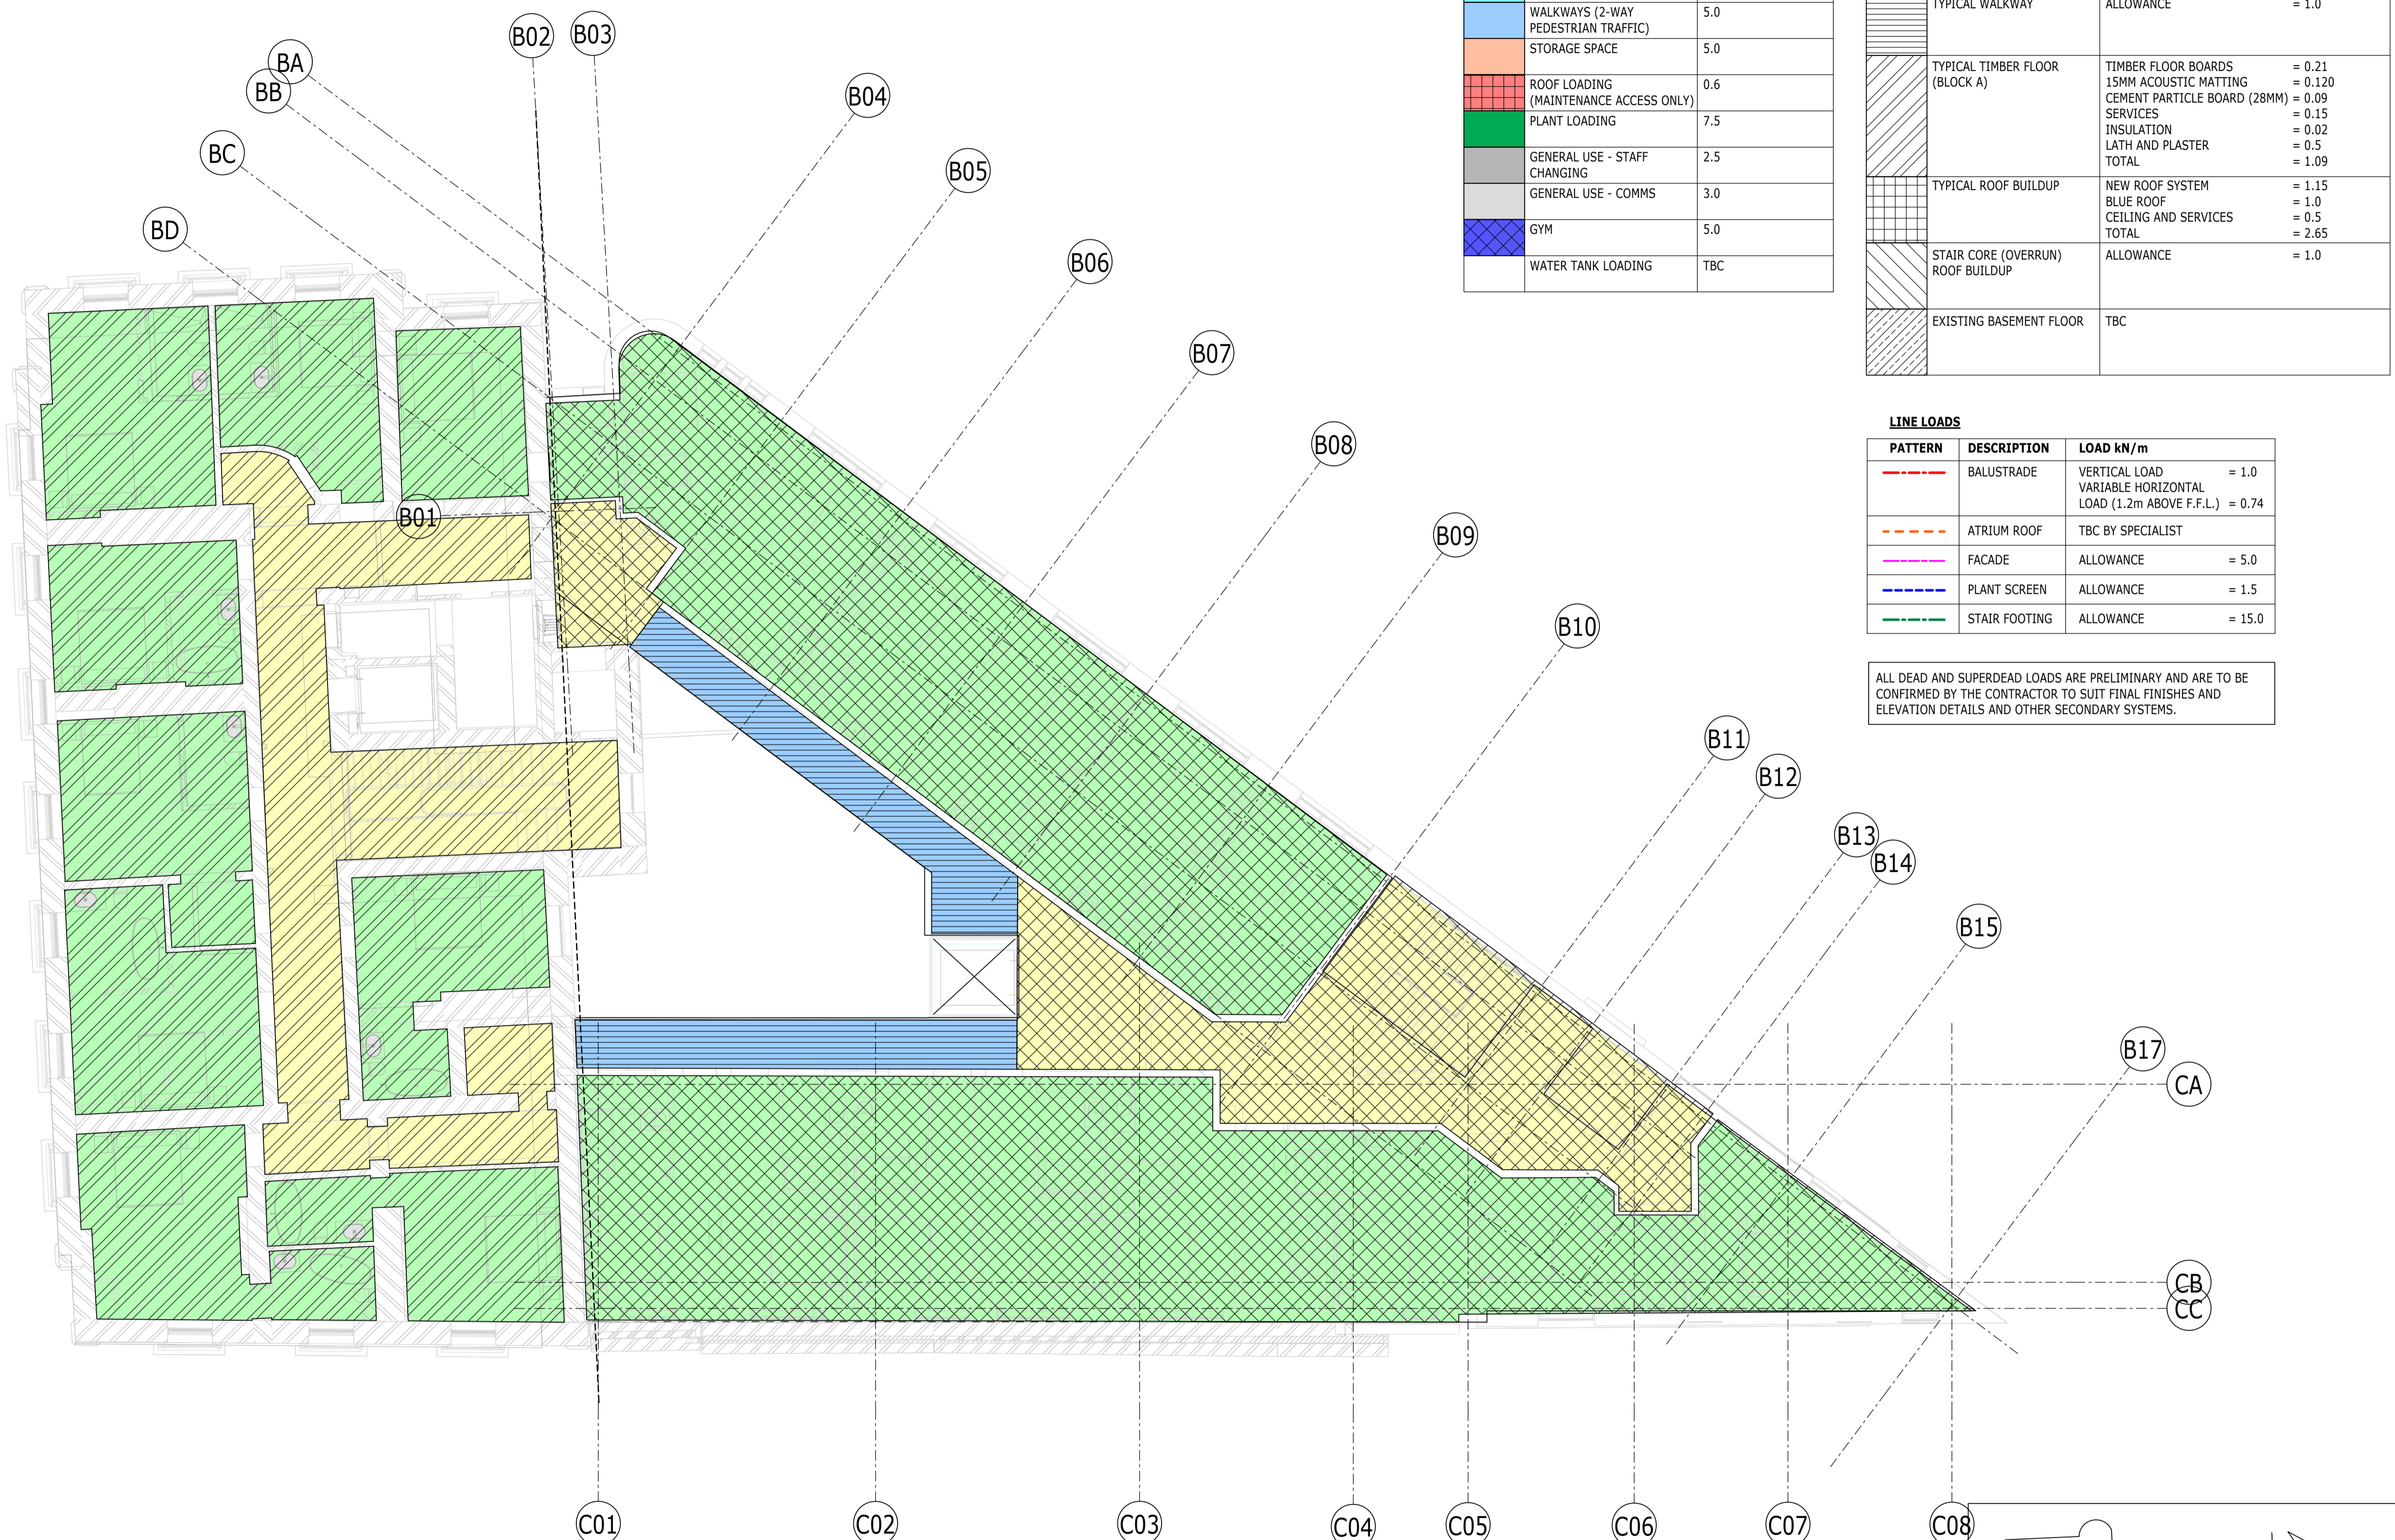 WALKWAYS (2-WAY 5.0
PEDESTRIAN TRAFFIC)
STORAGE SPACE 5.0
ROOF LOADING 0.6
(MAINTENANCE ACCESS ONLY)
PLANT LOADING 7.5
GENERAL USE - STAFF 2.5
CHANGING
GENERAL USE - COMMS 3.0
GYM 5.0
WATER TANK LOADING TBC
TYPICAL WALKWAY ALLOWANCE = 1.0
TYPICAL TIMBER FLOOR TIMBER FLOOR BOARDS = 0.21
(BLOCK A) 15MM ACOUSTIC MATTING = 0.120
CEMENT PARTICLE BOARD (28MM) = 0.09
SERVICES = 0.15
INSULATION = 0.02
LATH AND PLASTER = 0.5
TOTAL = 1.09
TYPICAL ROOF BUILDUP NEW ROOF SYSTEM = 1.15
BLUE ROOF = 1.0
CEILING AND SERVICES = 0.5
TOTAL = 2.65
STAIR CORE (OVERRUN) ALLOWANCE = 1.0
ROOF BUILDUP
EXISTING BASEMENT FLOOR TBC
LINE LOADS
PATTERN DESCRIPTION LOAD kN/m
BALUSTRADE VERTICAL LOAD = 1.0
VARIABLE HORIZONTAL
LOAD (1.2m ABOVE F.F.L.) = 0.74
ATRIUM ROOF TBC BY SPECIALIST
FACADE ALLOWANCE = 5.0
PLANT SCREEN ALLOWANCE = 1.5
STAIR FOOTING ALLOWANCE = 15.0
ALL DEAD AND SUPERDEAD LOADS ARE PRELIMINARY AND ARE TO BE
CONFIRMED BY THE CONTRACTOR TO SUIT FINAL FINISHES AND
ELEVATION DETAILS AND OTHER SECONDARY SYSTEMS.
B02
B03
BA
BB
B04
BC
B05
BD
B06
B07
B08
B01
B09
B10
B11
B12
B13
B14
B15
B17
CA
CB
CC
C01
C02
C03
C04
C05
C06
C07
C08